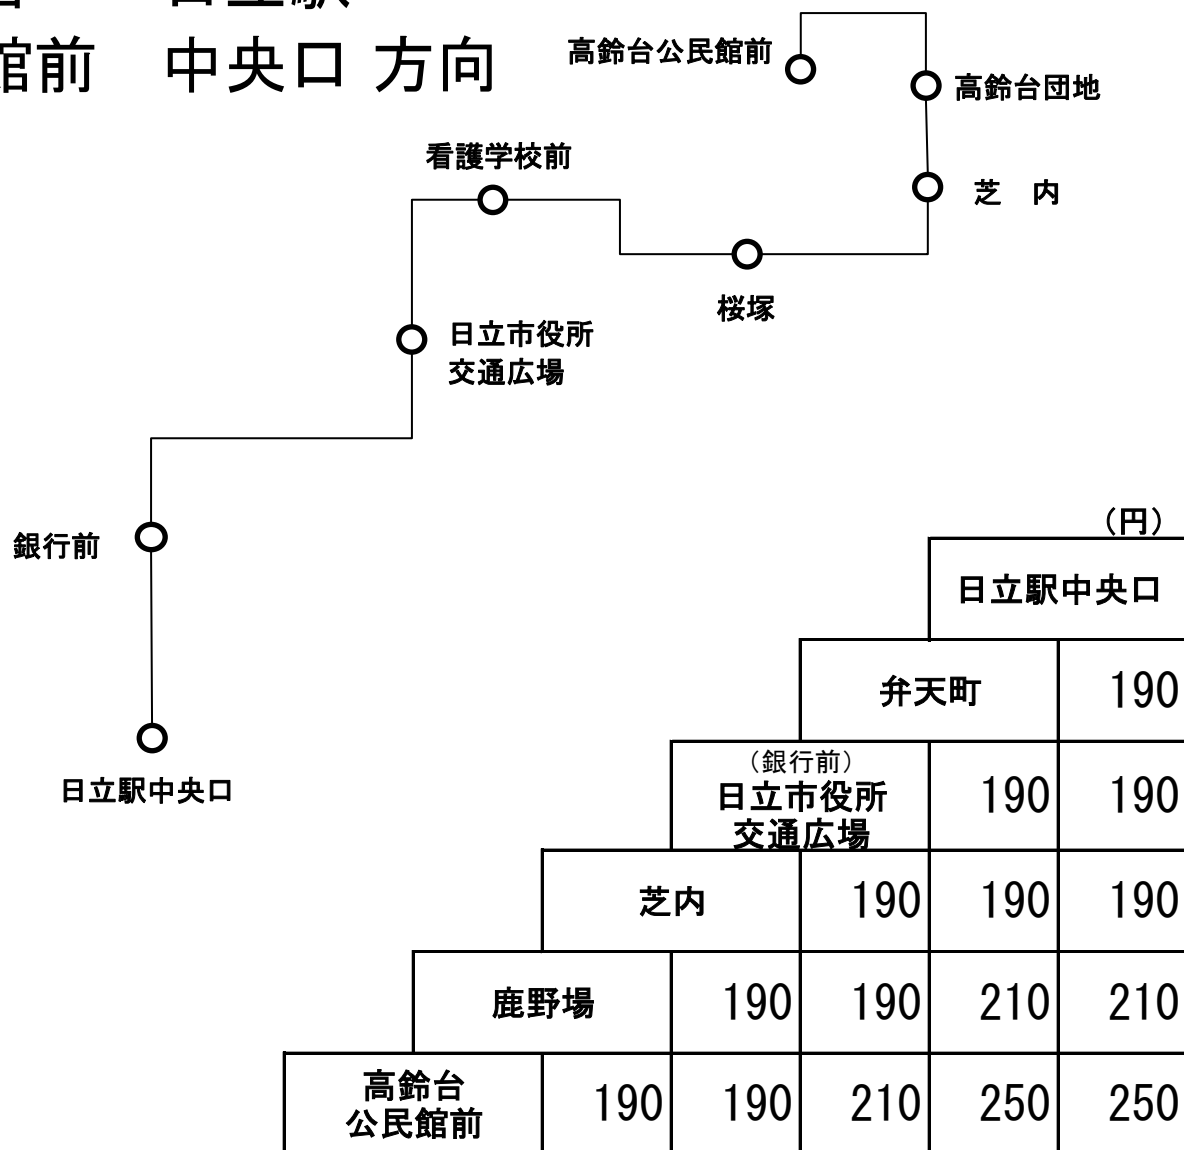 館前　中央口 方向
高鈴台公民館前
高鈴台団地
看護学校前
芝　内
桜塚
日立市役所
交通広場
銀行前
日立駅中央口
（円）
日立駅中央口
弁天町 190
（銀行前）
日立市役所
交通広場 190 190
芝内 190 190 190
鹿野場 190 190 210 210
高鈴台
公民館前 190 190 210 250 250